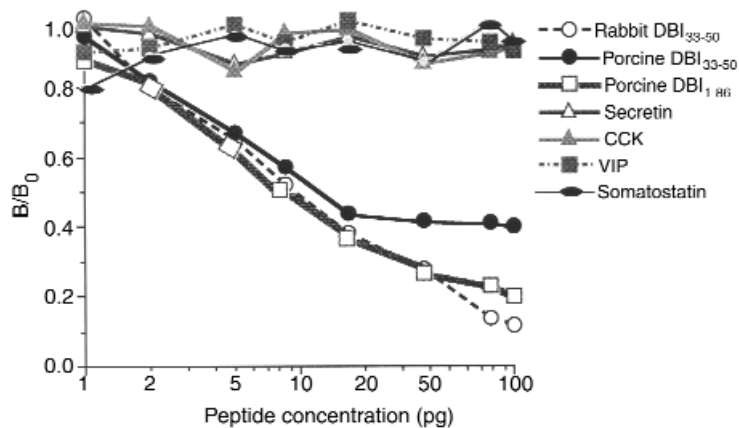 1.0
0.8
0.6
0.4
0.2
0.0
B/B0
1 2 5 10 20 50 100
Peptide concentration (pg)
Rabbit DBI33-50
Porcine DBI33-50
Porcine DBI1 86
Secretin
CCK
VIP
Somatostatin